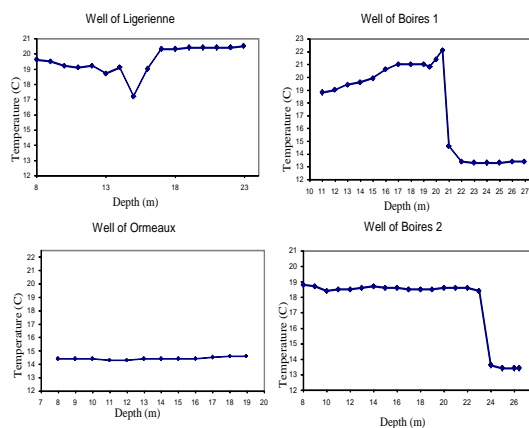 Well of Ligerienne
Temperature (C)
21
20
19
18
17
16
15
14
13
12
8 13 18 23
Depth (m)
Well of Boires 1
Temperature (C)
23
22
21
20
19
18
17
16
15
14
13
12
10 11 12 13 14 15 16 17 18 19 20 21 22 23 24 25 26 27
Depth (m)
Well of Ormeaux
Temperature (C)
22
21
20
19
18
17
16
15
14
13
12
7 8 9 10 11 12 13 14 15 16 17 18 19 20
Depth (m)
Well of Boires 2
Temperature (C)
21
20
19
18
17
16
15
14
13
12
8 10 12 14 16 18 20 22 24 26
Depth (m)